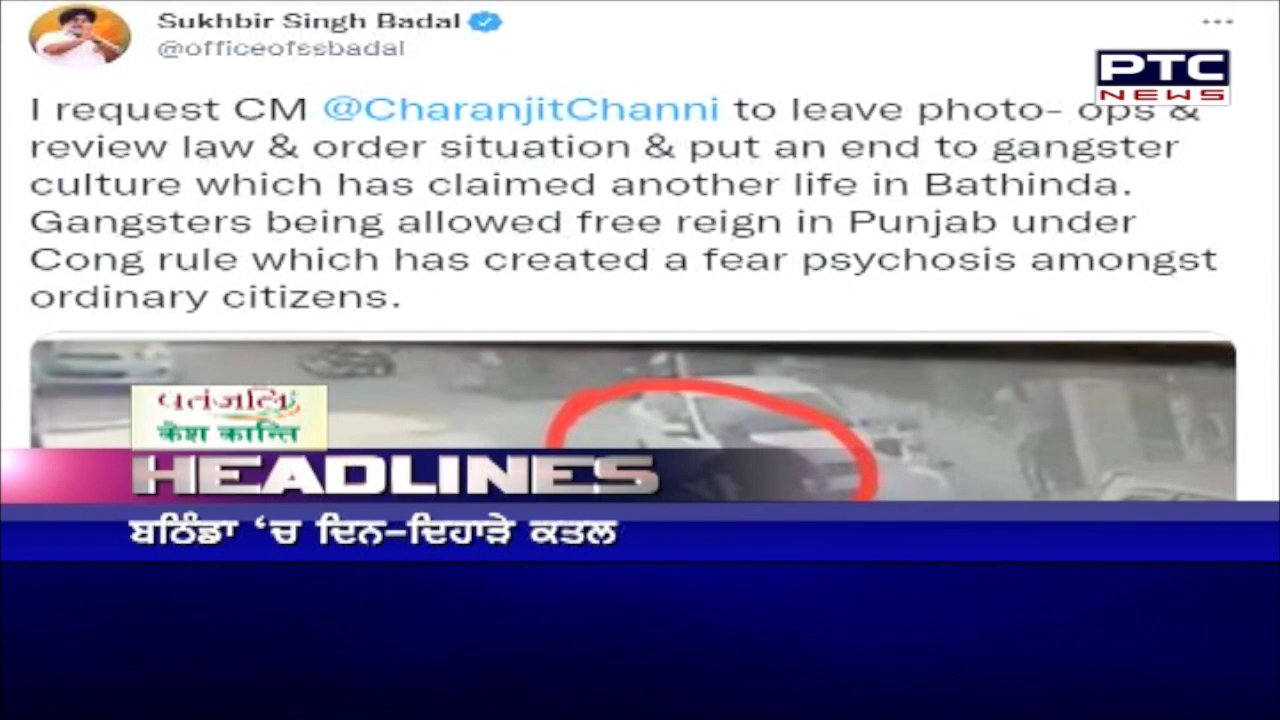 Sukhbir Singh Badal
@officeofssbadal
PTC
NEWS
I request CM @CharanjitChanni to leave photo- ops &
review law & order situation & put an end to gangster
culture which has claimed another life in Bathinda.
Gangsters being allowed free reign in Punjab under
Cong rule which has created a fear psychosis amongst
ordinary citizens.
पतंजलि
केश कान्ति
HEADLINES
ਬਠਿੰਡਾ ‘ਚ ਦਿਨ-ਦਿਹਾੜੇ ਕਤਲ